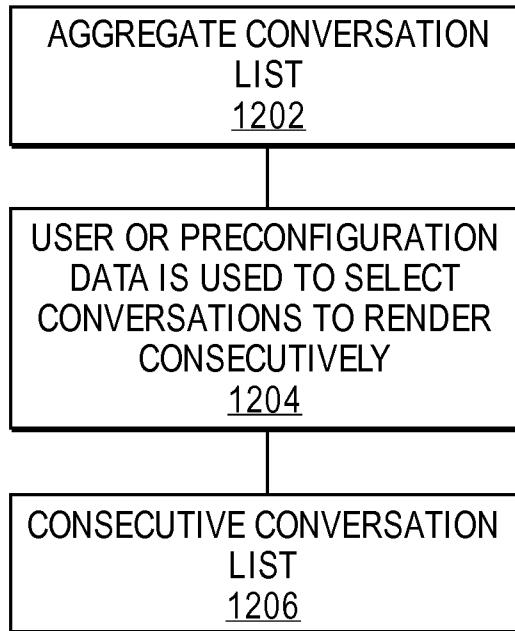 AGGREGATE CONVERSATION
LIST
1202
USER OR PRECONFIGURATION
DATA IS USED TO SELECT
CONVERSATIONS TO RENDER
CONSECUTIVELY
1204
CONSECUTIVE CONVERSATION
LIST
1206